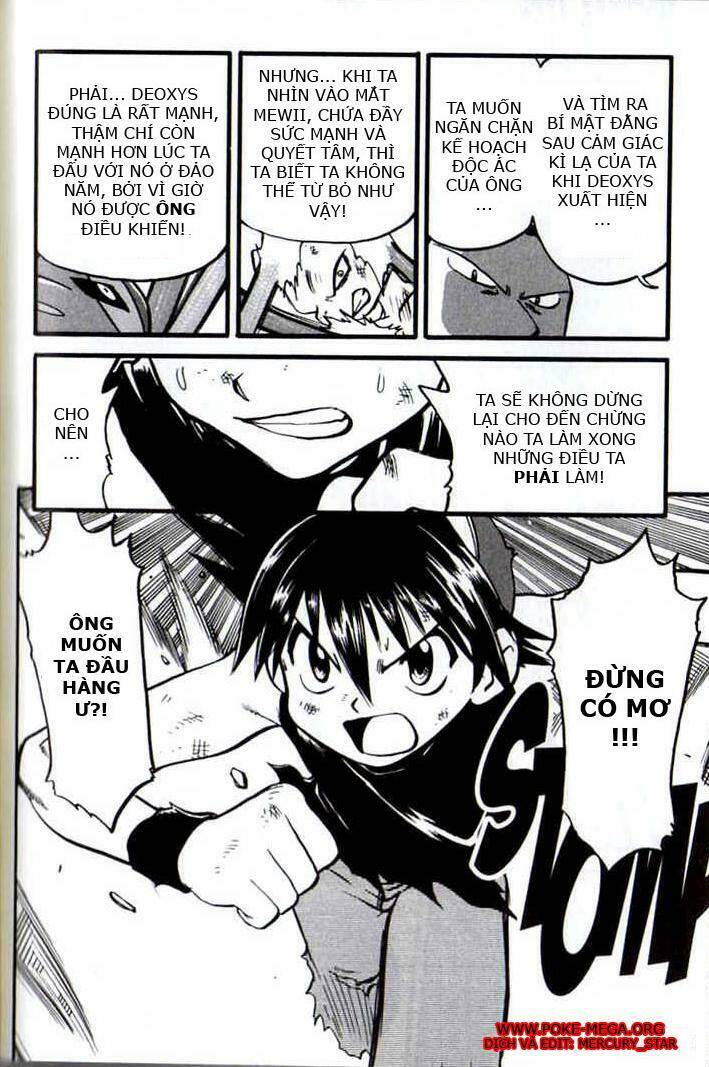 PHẢI... DEOXYS
ĐÚNG LÀ RẤT MẠNH,
THẬM CHÍ CÒN
MẠNH HƠN LÚC TA
ĐẤU VỚI NÓ Ở ĐẢO
NĂM, BỞI VÌ GIỜ
NÓ ĐƯỢC ÔNG
ĐIỀU KHIỂN!
NHƯNG... KHI TA
NHÌN VÀO MẮT
MEWII, CHỨA ĐẦY
SỨC MẠNH VÀ
QUYẾT TÂM, THÌ
TA BIẾT TA KHÔNG
THỂ TỪ BỎ NHƯ
VẬY!
TA MUỐN
NGĂN CHẶN
KẾ HOẠCH
ĐỘC ÁC
CỦA ÔNG
...
VÀ TÌM RA
BÍ MẬT ĐẰNG
SAU CẢM GIÁC
KÌ LẠ CỦA TA
KHI DEOXYS
XUẤT HIỆN
...
CHO
NÊN
...
TA SẼ KHÔNG DỪNG
LẠI CHO ĐẾN CHỪNG
NÀO TA LÀM XONG
NHỮNG ĐIỀU TA
PHẢI LÀM!
ÔNG
MUỐN
TA ĐẦU
HÀNG
Ư?!
ĐỪNG
CÓ MƠ
!!!
STOMP
WWW.POKE-MEGA.ORG
DỊCH VÀ EDIT: MERCURY_STAR